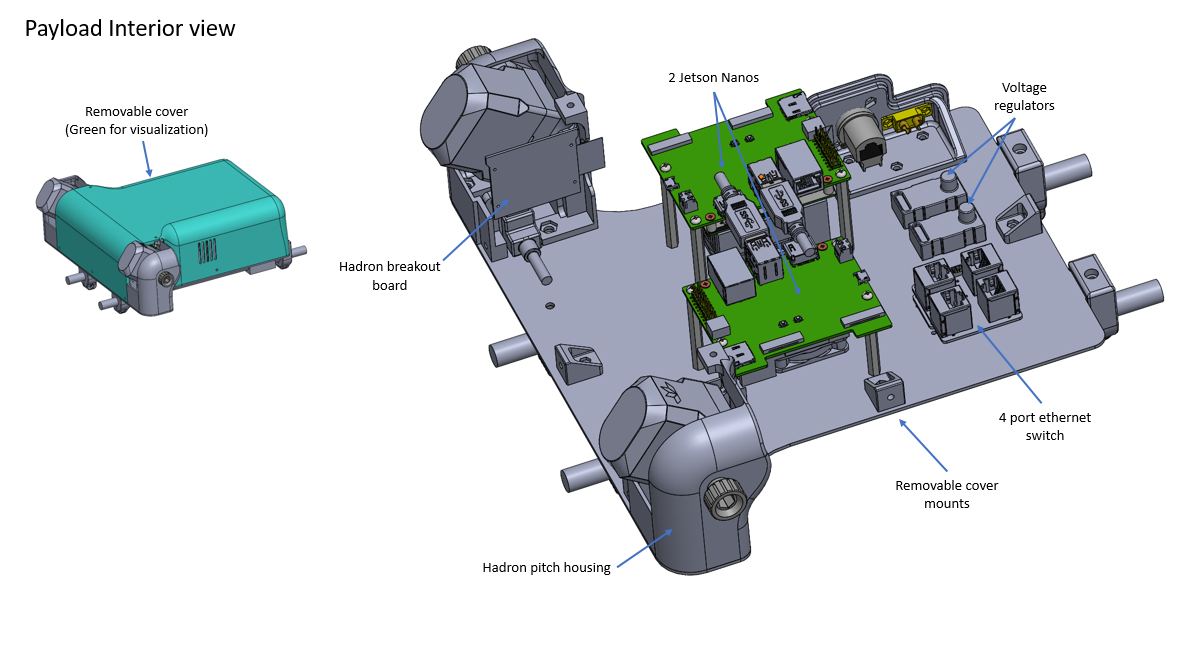 Payload Interior view
Removable cover
(Green for visualization)
2 Jetson Nanos
Voltage
regulators
Hadron breakout
board
4 port ethernet
switch
Removable cover
mounts
Hadron pitch housing